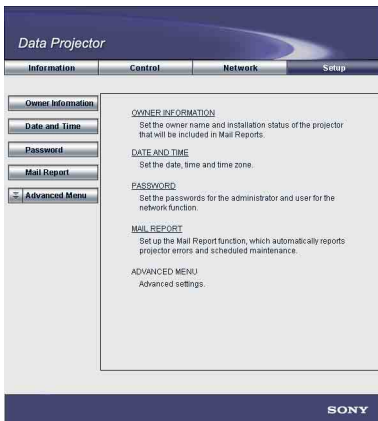 Data Projector
Information Control Network Setup
Owner Information
Date and Time
Password
Mail Report
Advanced Menu
OWNER INFORMATION
Set the owner name and installation status of the projector
that will be included in Mail Reports.
DATE AND TIME
Set the date, time and time zone.
PASSWORD
Set the passwords for the administrator and user for the
network function.
MAIL REPORT
Set up the Mail Report function, which automatically reports
projector errors and scheduled maintenance.
ADVANCED MENU
Advanced settings.
SONY